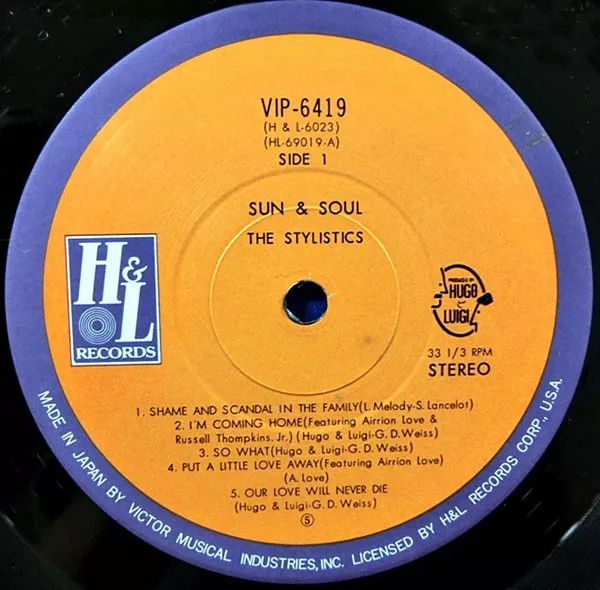 VIP-6419
(H & L-6023)
(HL-69019-A)
SIDE 1
SUN & SOUL
THE STYLISTICS
H&L
RECORDS
PRODUCED BY
HUGO
&
LUIGI
33 1/3 RPM
STEREO
1. SHAME AND SCANDAL IN THE FAMILY(L. Melody-S. Lancelot)
2. I'M COMING HOME(Featuring Airrion Love &
Russell Thompkins, Jr.) (Hugo & Luigi-G. D. Weiss)
3. SO WHAT(Hugo & Luigi-G. D. Weiss)
4. PUT A LITTLE LOVE AWAY(Featuring Airrion Love)
(A. Love)
5. OUR LOVE WILL NEVER DIE
(Hugo & Luigi-G. D. Weiss)
⑤
MADE IN JAPAN BY VICTOR MUSICAL INDUSTRIES, INC. LICENSED BY H&L RECORDS CORP., U.S.A.